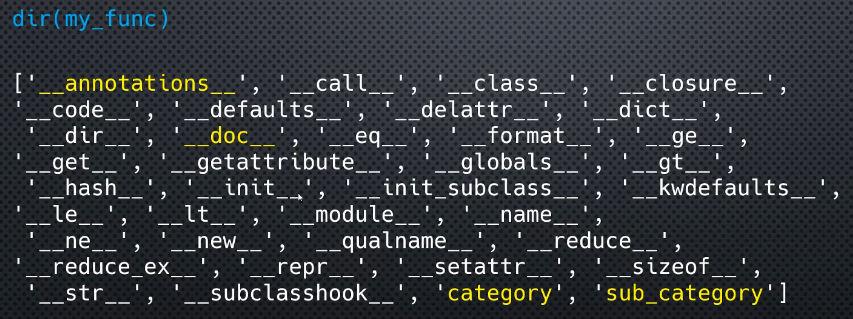 dir(my_func)
['__annotations__', '__call__', '__class__', '__closure__',
'__code__', '__defaults__', '__delattr__', '__dict__',
'__dir__', '__doc__', '__eq__', '__format__', '__ge__',
'__get__', '__getattribute__', '__globals__', '__gt__',
'__hash__', '__init__', '__init_subclass__', '__kwdefaults__',
'__le__', '__lt__', '__module__', '__name__',
'__ne__', '__new__', '__qualname__', '__reduce__',
'__reduce_ex__', '__repr__', '__setattr__', '__sizeof__',
'__str__', '__subclasshook__', 'category', 'sub_category']